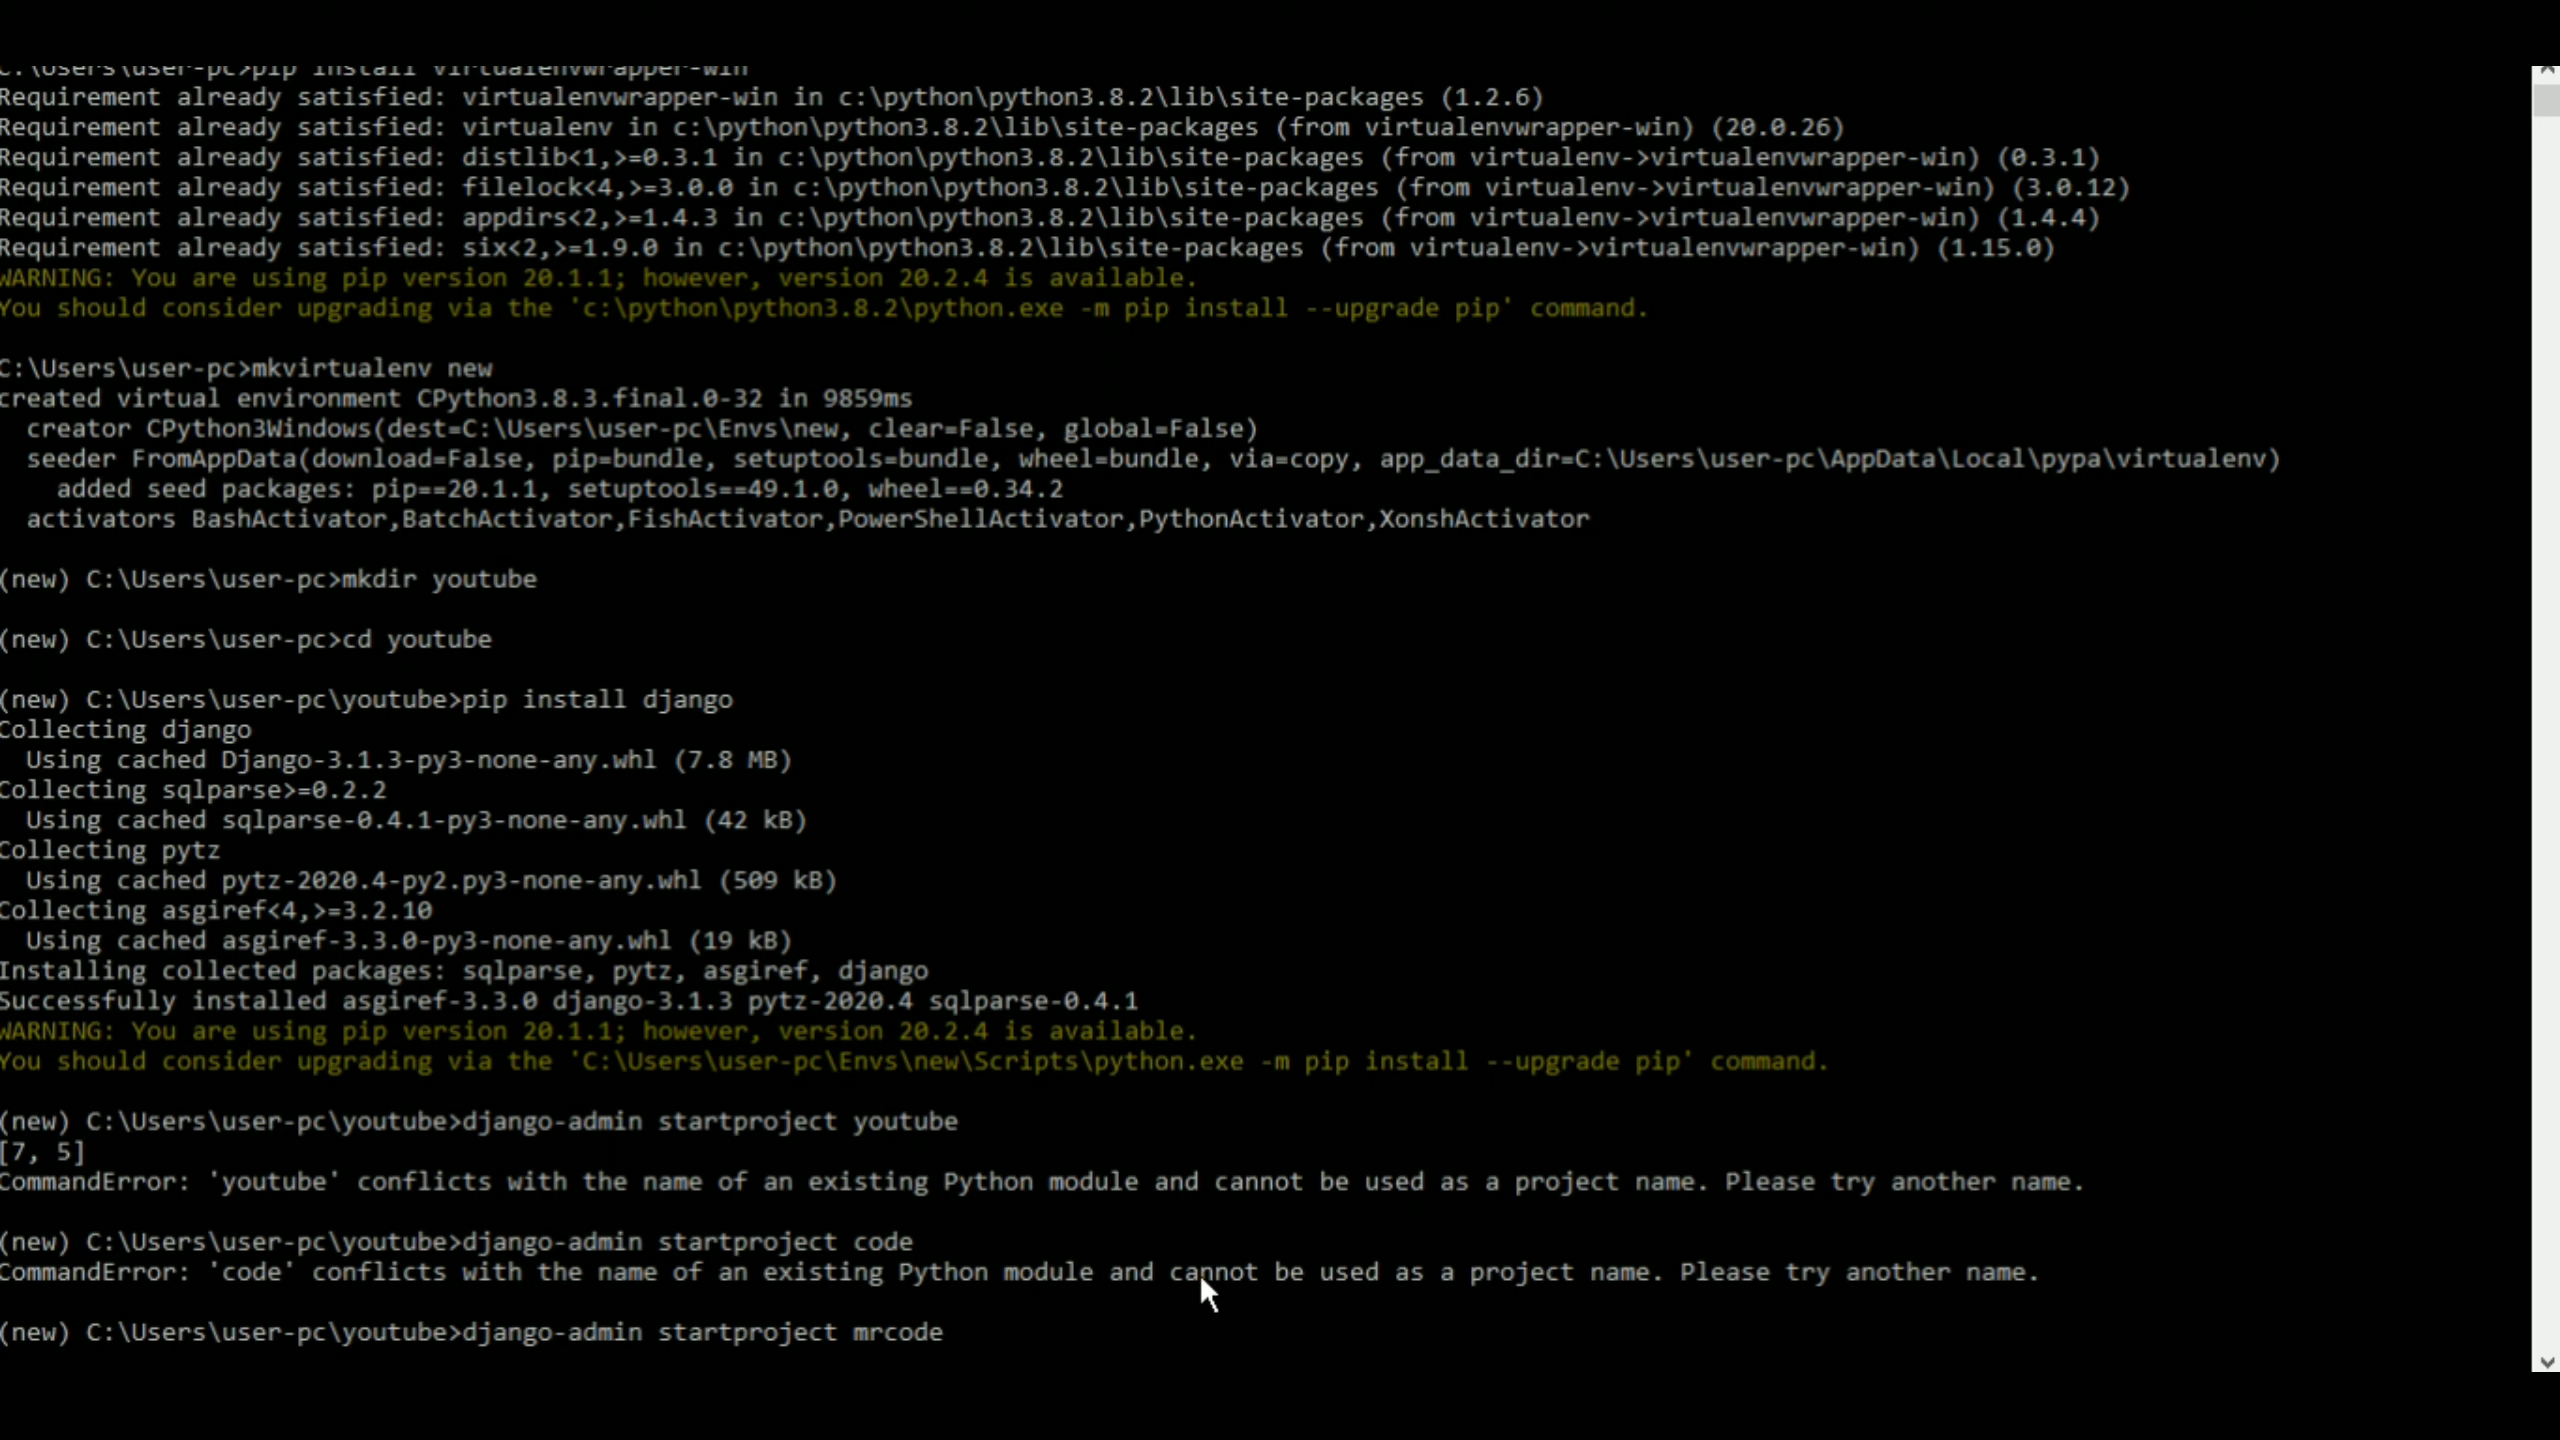 C:\Users\user-pc>pip install virtualenvwrapper-win
Requirement already satisfied: virtualenvwrapper-win in c:\python\python3.8.2\lib\site-packages (1.2.6)
Requirement already satisfied: virtualenv in c:\python\python3.8.2\lib\site-packages (from virtualenvwrapper-win) (20.0.26)
Requirement already satisfied: distlib<1,>=0.3.1 in c:\python\python3.8.2\lib\site-packages (from virtualenv->virtualenvwrapper-win) (0.3.1)
Requirement already satisfied: filelock<4,>=3.0.0 in c:\python\python3.8.2\lib\site-packages (from virtualenv->virtualenvwrapper-win) (3.0.12)
Requirement already satisfied: appdirs<2,>=1.4.3 in c:\python\python3.8.2\lib\site-packages (from virtualenv->virtualenvwrapper-win) (1.4.4)
Requirement already satisfied: six<2,>=1.9.0 in c:\python\python3.8.2\lib\site-packages (from virtualenv->virtualenvwrapper-win) (1.15.0)
WARNING: You are using pip version 20.1.1; however, version 20.2.4 is available.
You should consider upgrading via the 'c:\python\python3.8.2\python.exe -m pip install --upgrade pip' command.
C:\Users\user-pc>mkvirtualenv new
created virtual environment CPython3.8.3.final.0-32 in 9859ms
  creator CPython3Windows(dest=C:\Users\user-pc\Envs\new, clear=False, global=False)
  seeder FromAppData(download=False, pip=bundle, setuptools=bundle, wheel=bundle, via=copy, app_data_dir=C:\Users\user-pc\AppData\Local\pypa\virtualenv)
    added seed packages: pip==20.1.1, setuptools==49.1.0, wheel==0.34.2
  activators BashActivator,BatchActivator,FishActivator,PowerShellActivator,PythonActivator,XonshActivator
(new) C:\Users\user-pc>mkdir youtube
(new) C:\Users\user-pc>cd youtube
(new) C:\Users\user-pc\youtube>pip install django
Collecting django
  Using cached Django-3.1.3-py3-none-any.whl (7.8 MB)
Collecting sqlparse>=0.2.2
  Using cached sqlparse-0.4.1-py3-none-any.whl (42 kB)
Collecting pytz
  Using cached pytz-2020.4-py2.py3-none-any.whl (509 kB)
Collecting asgiref<4,>=3.2.10
  Using cached asgiref-3.3.0-py3-none-any.whl (19 kB)
Installing collected packages: sqlparse, pytz, asgiref, django
Successfully installed asgiref-3.3.0 django-3.1.3 pytz-2020.4 sqlparse-0.4.1
WARNING: You are using pip version 20.1.1; however, version 20.2.4 is available.
You should consider upgrading via the 'C:\Users\user-pc\Envs\new\Scripts\python.exe -m pip install --upgrade pip' command.
(new) C:\Users\user-pc\youtube>django-admin startproject youtube
[7, 5]
CommandError: 'youtube' conflicts with the name of an existing Python module and cannot be used as a project name. Please try another name.
(new) C:\Users\user-pc\youtube>django-admin startproject code
CommandError: 'code' conflicts with the name of an existing Python module and cannot be used as a project name. Please try another name.
(new) C:\Users\user-pc\youtube>django-admin startproject mrcode